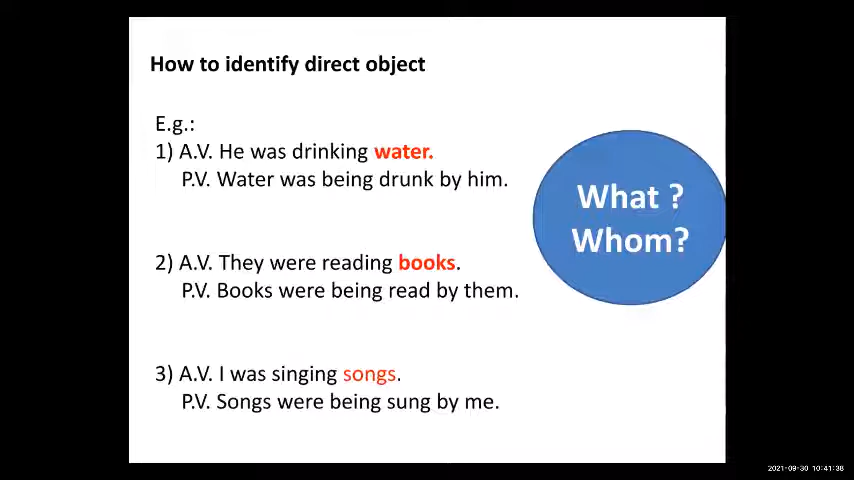 How to identify direct object
E.g.:
1) A.V. He was drinking water.
P.V. Water was being drunk by him.
What ?
Whom?
2) A.V. They were reading books.
P.V. Books were being read by them.
3) A.V. I was singing songs.
P.V. Songs were being sung by me.
2021-09-30 10:41:38